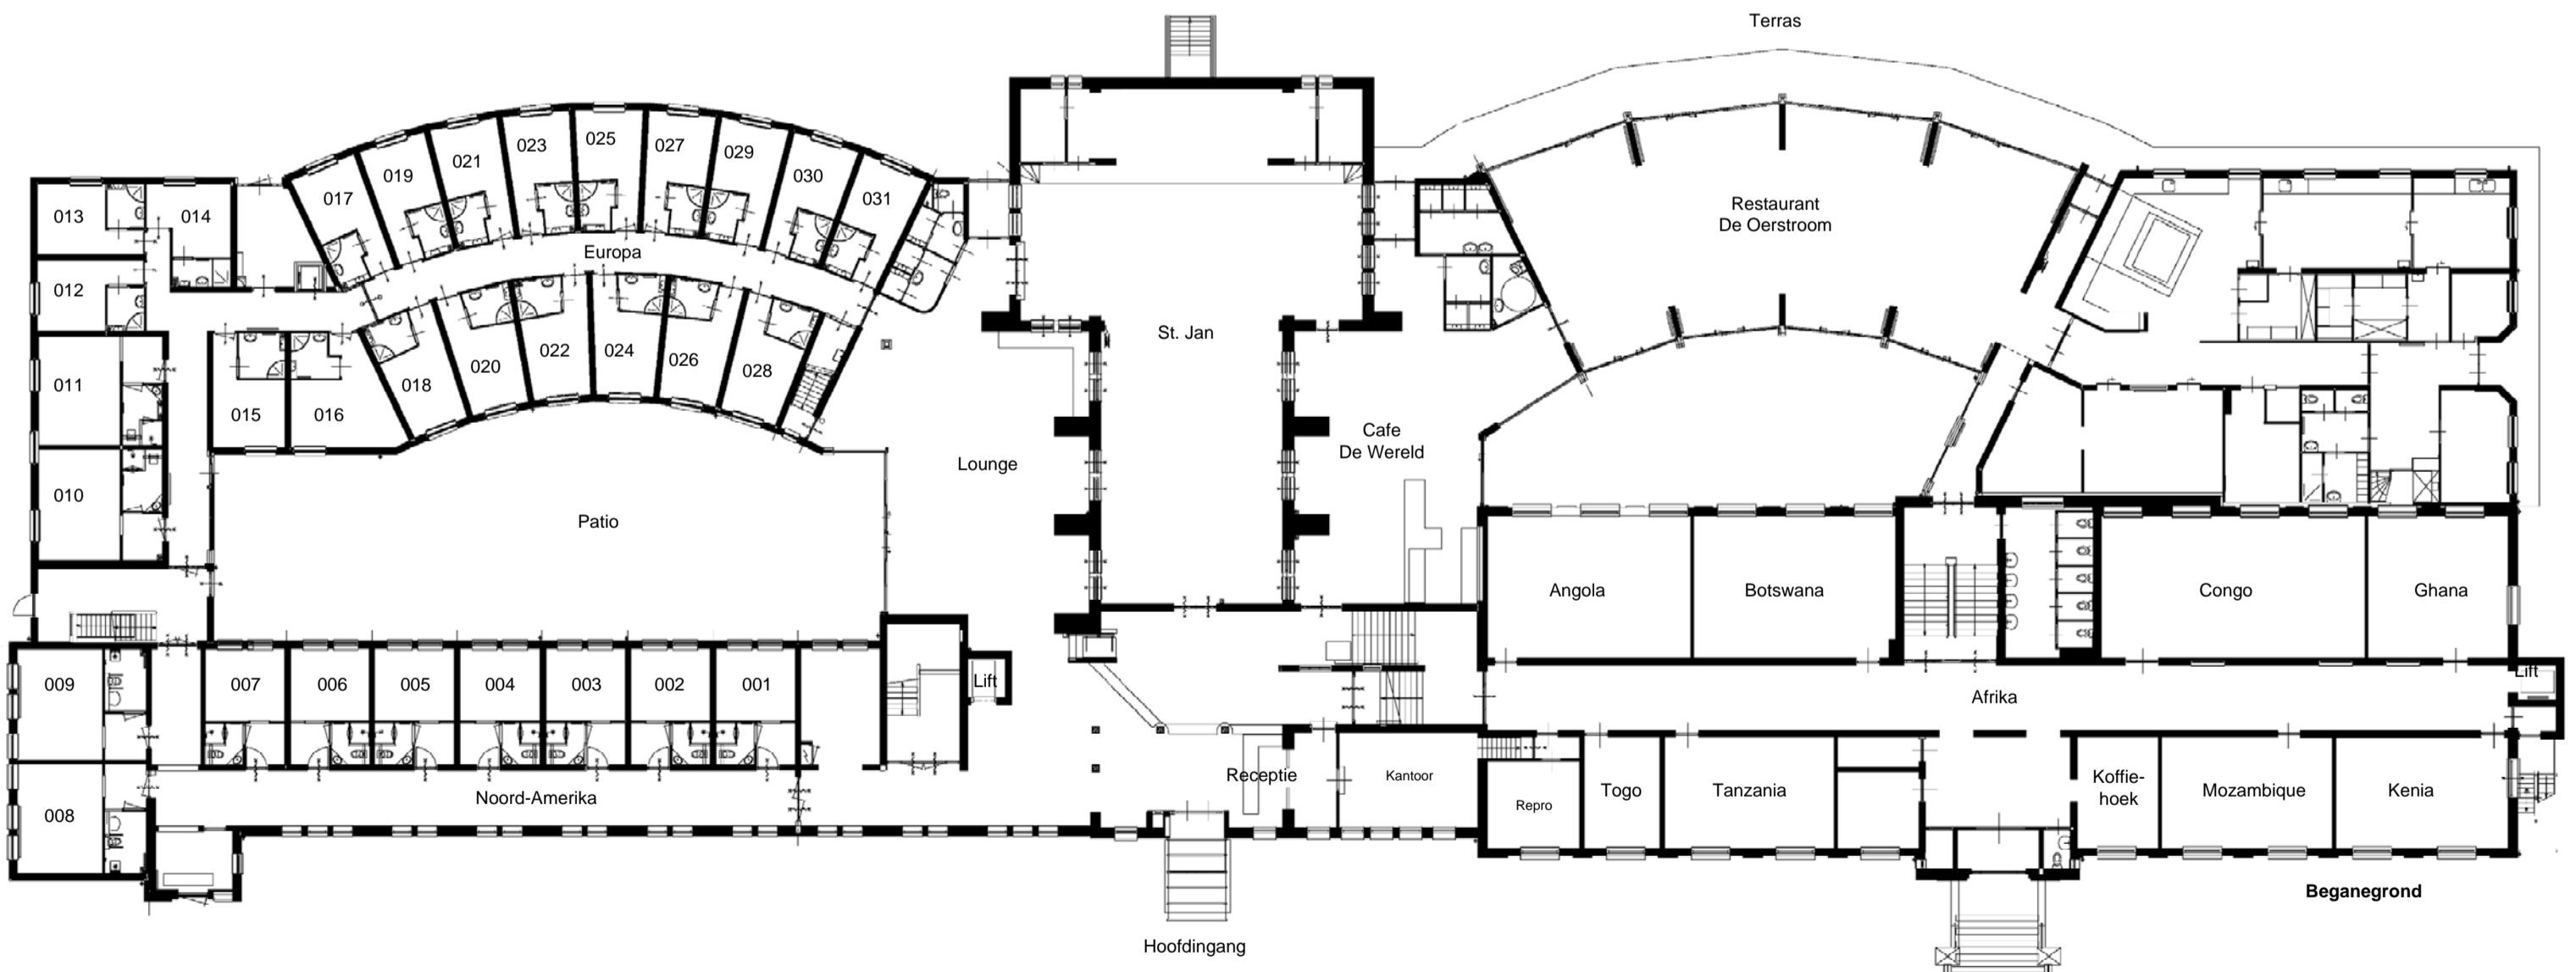 Terras
025
023
027
029
021
019
030
017
031
013
014
Restaurant
De Oerstroom
Europa
012
St. Jan
022
024
026
020
028
018
011
015
016
Cafe
De Wereld
Lounge
010
Patio
Angola
Botswana
Congo
Ghana
009
007
006
005
004
003
002
001
Lift
Lift
Afrika
Receptie
Kantoor
Koffie-
hoek
Noord-Amerika
Repro
Togo
Tanzania
Mozambique
Kenia
008
Beganegrond
Hoofdingang